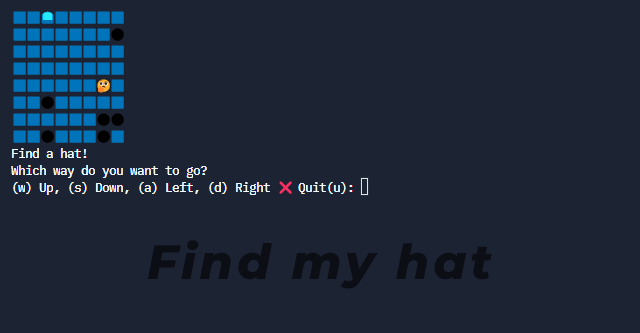 Find a hat!
Which way do you want to go?
(w) Up, (s) Down, (a) Left, (d) Right ❌ Quit(u):
Find my hat